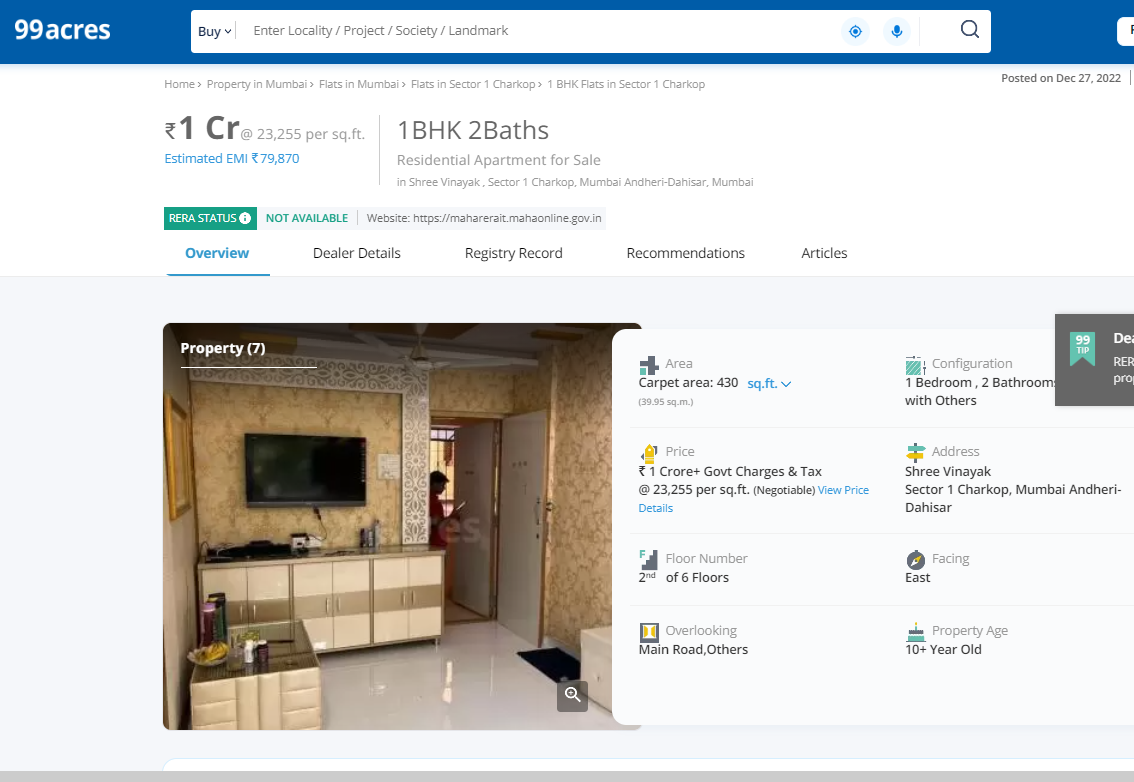 99acres
Buy
Enter Locality / Project / Society / Landmark
Home › Property in Mumbai › Flats in Mumbai › Flats in Sector 1 Charkop › 1 BHK Flats in Sector 1 Charkop
Posted on Dec 27, 2022
₹ 1 Cr @ 23,255 per sq.ft.
Estimated EMI ₹ 79,870
1BHK 2Baths
Residential Apartment for Sale
in Shree Vinayak , Sector 1 Charkop, Mumbai Andheri-Dahisar, Mumbai
RERA STATUS NOT AVAILABLE Website: https://maharerait.mahaonline.gov.in
Overview Dealer Details Registry Record Recommendations Articles
Property (7)
Area
Carpet area: 430 sq.ft.
(39.95 sq.m.)
Configuration
1 Bedroom , 2 Bathrooms
with Others
99
TIP
Price
₹ 1 Crore+ Govt Charges & Tax
@ 23,255 per sq.ft. (Negotiable) View Price
Details
Address
Shree Vinayak
Sector 1 Charkop, Mumbai Andheri-
Dahisar
Floor Number
2nd of 6 Floors
Facing
East
Overlooking
Main Road,Others
Property Age
10+ Year Old